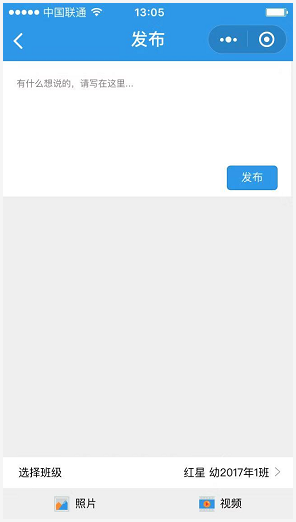 中国联通 13:05
发布
有什么想说的，请写在这里...
发布
选择班级 红星 幼2017年1班
照片 视频